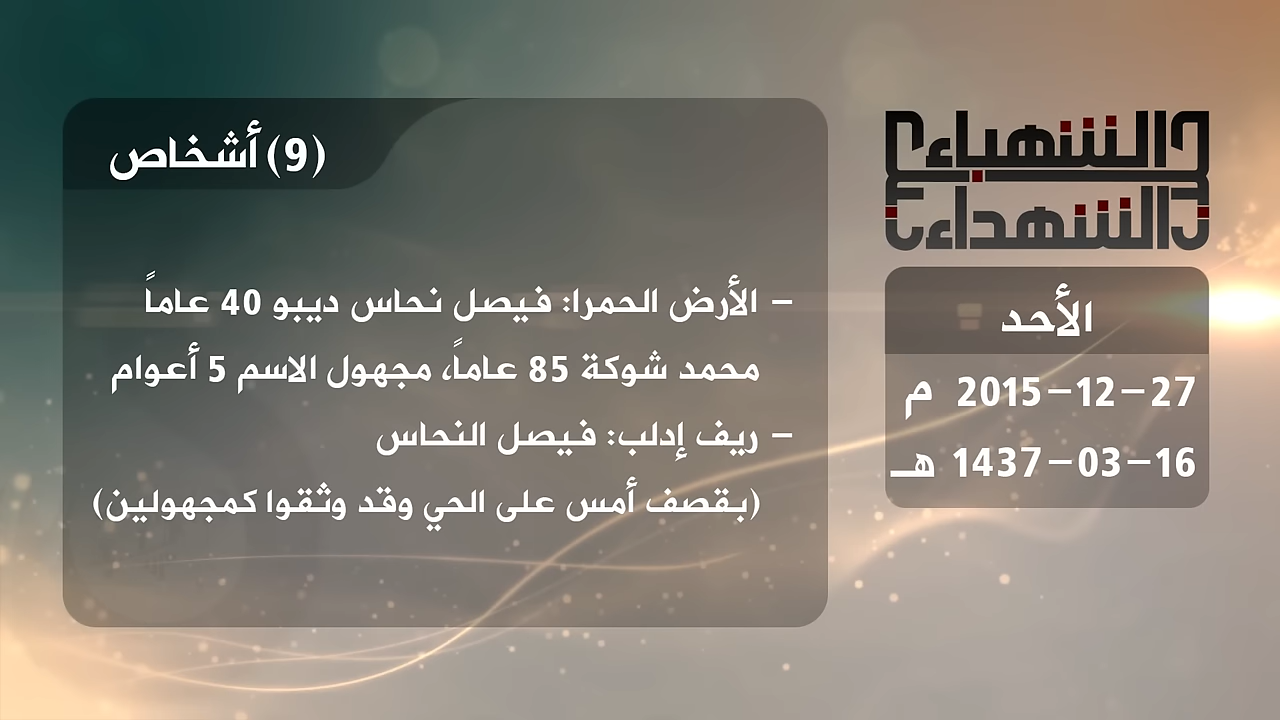 الشهباء
الشهداء
الأحد
27-12-2015 م
16-03-1437 هـ
(9) أشخاص
- الأرض الحمرا: فيصل نحاس ديبو 40 عاماً
محمد شوكة 85 عاماً، مجهول الاسم 5 أعوام
- ريف إدلب: فيصل النحاس
(بقصف أمس على الحي وقد وثقوا كمجهولين)